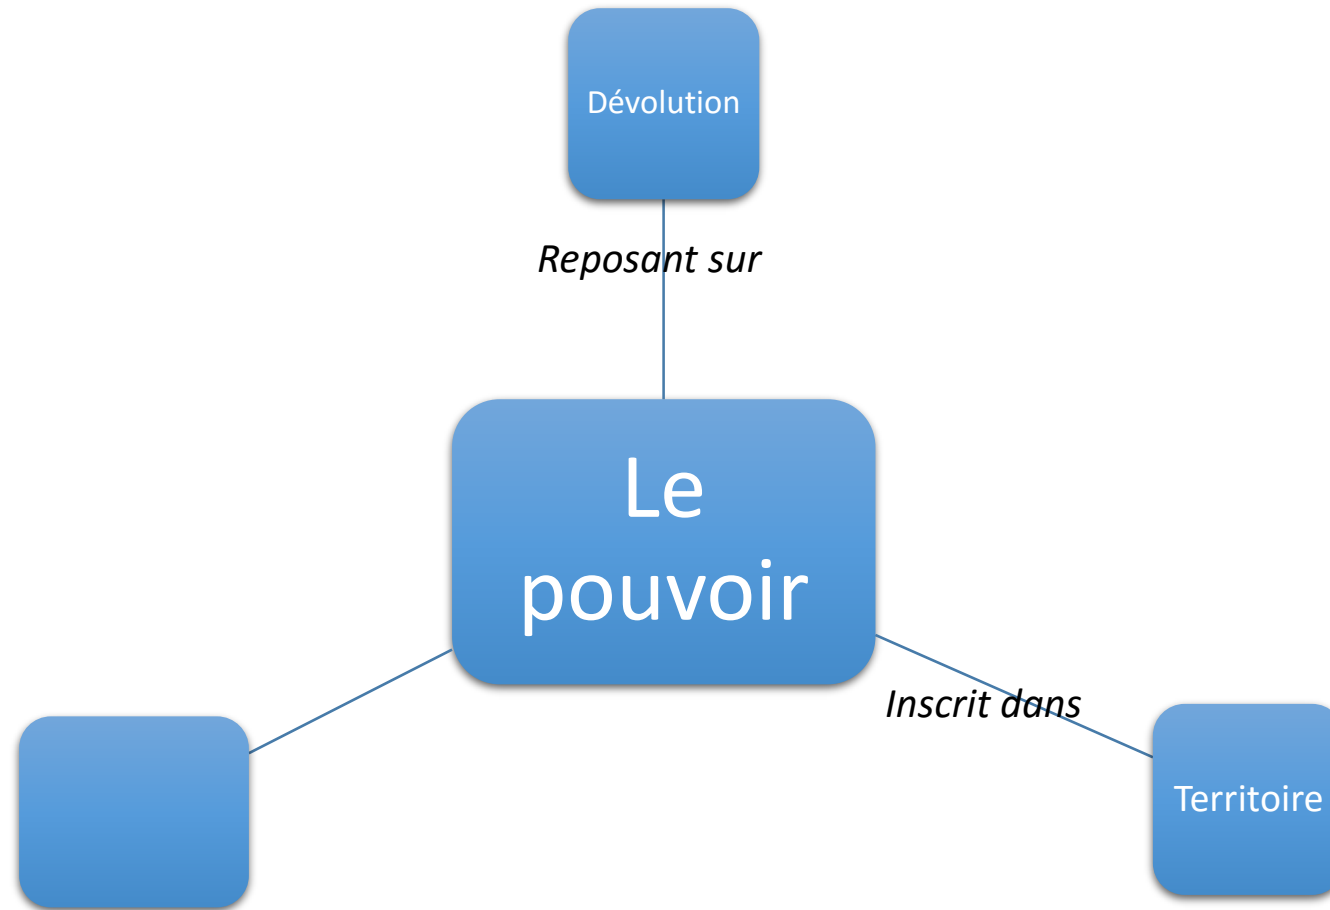 Dévolution
Reposant sur
Le
pouvoir
Inscrit dans
Territoire